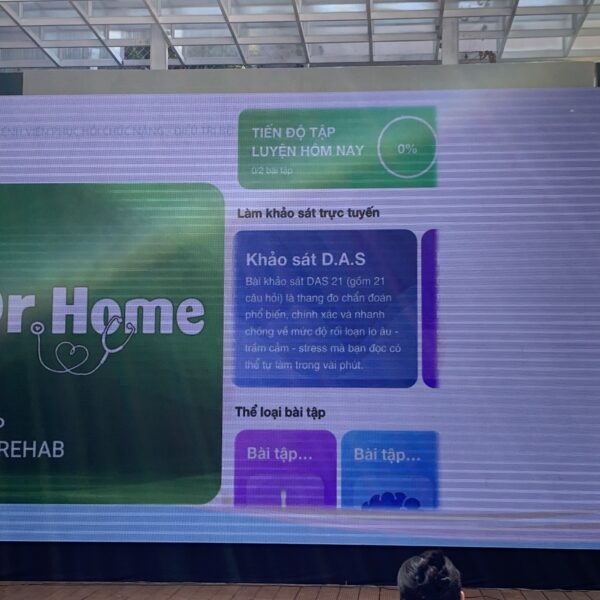 TIẾN ĐỘ TẬP
LUYỆN HÔM NAY
0%
0/2 bài tập
Làm khảo sát trực tuyến
Khảo sát D.A.S
Bài khảo sát DAS 21 (gồm 21
câu hỏi) là thang đo chẩn đoán
phổ biến, chính xác và nhanh
chóng về mức độ rối loạn lo âu -
trầm cảm - stress mà bạn đọc có
thể tự làm trong vài phút.
Dr.Home
P
REHAB
Thể loại bài tập
Bài tập...
Bài tập...